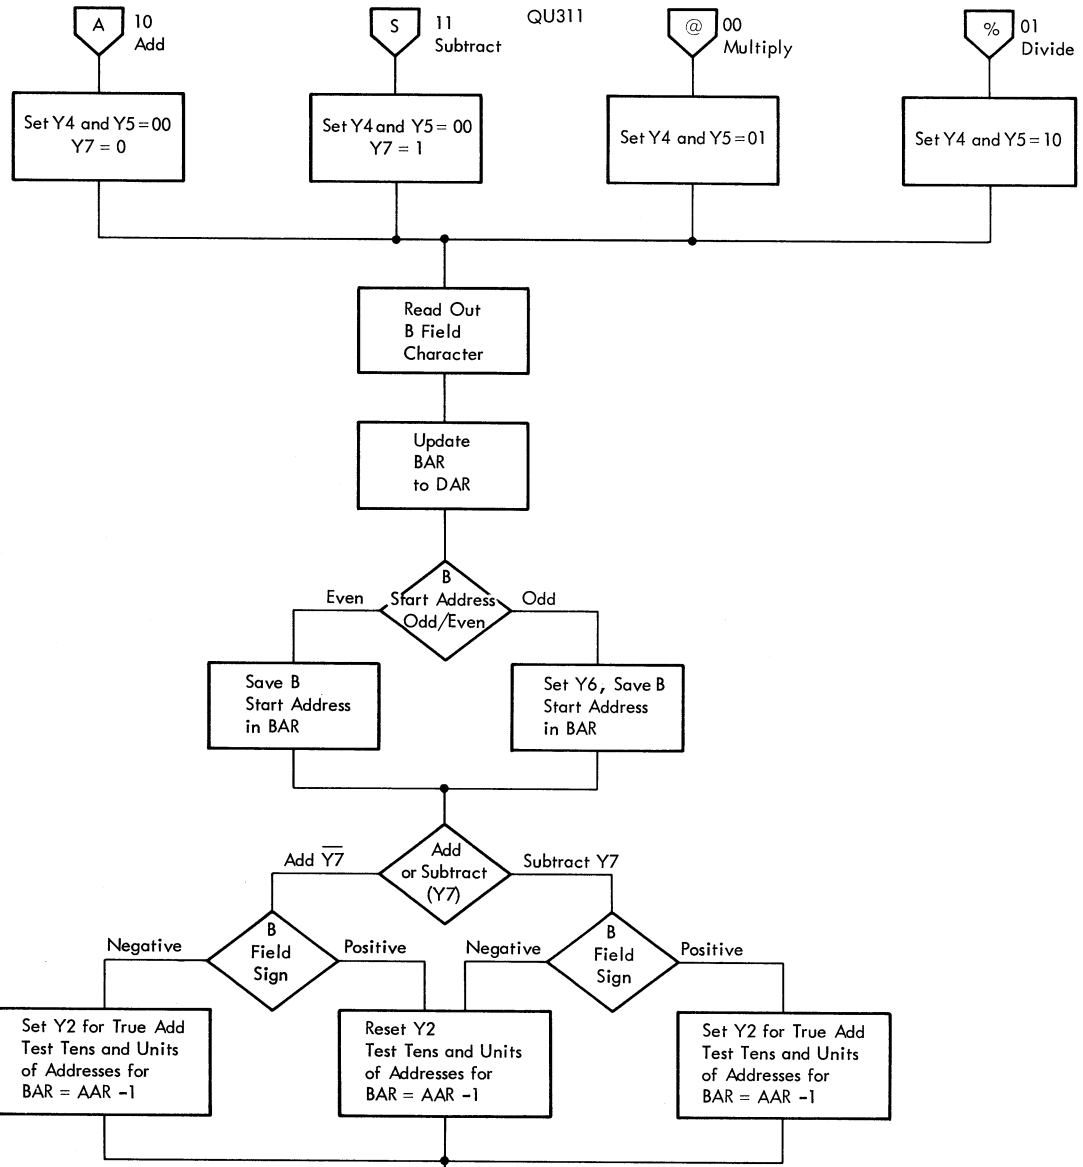 QU311
A
10
Add
S
11
Subtract
@
00
Multiply
%
01
Divide
Set Y4 and Y5 = 00
Y7 = 0
Set Y4 and Y5 = 00
Y7 = 1
Set Y4 and Y5 = 01
Set Y4 and Y5 = 10
Read Out
B Field
Character
Update
BAR
to DAR
B
Start Address
Odd/Even
Even
Odd
Save B
Start Address
in BAR
Set Y6, Save B
Start Address
in BAR
Add
or Subtract
(Y7)
Add Y̅7̅
Subtract Y7
B
Field
Sign
Negative
Positive
B
Field
Sign
Negative
Positive
Set Y2 for True Add
Test Tens and Units
of Addresses for
BAR = AAR -1
Reset Y2
Test Tens and Units
of Addresses for
BAR = AAR -1
Set Y2 for True Add
Test Tens and Units
of Addresses for
BAR = AAR -1